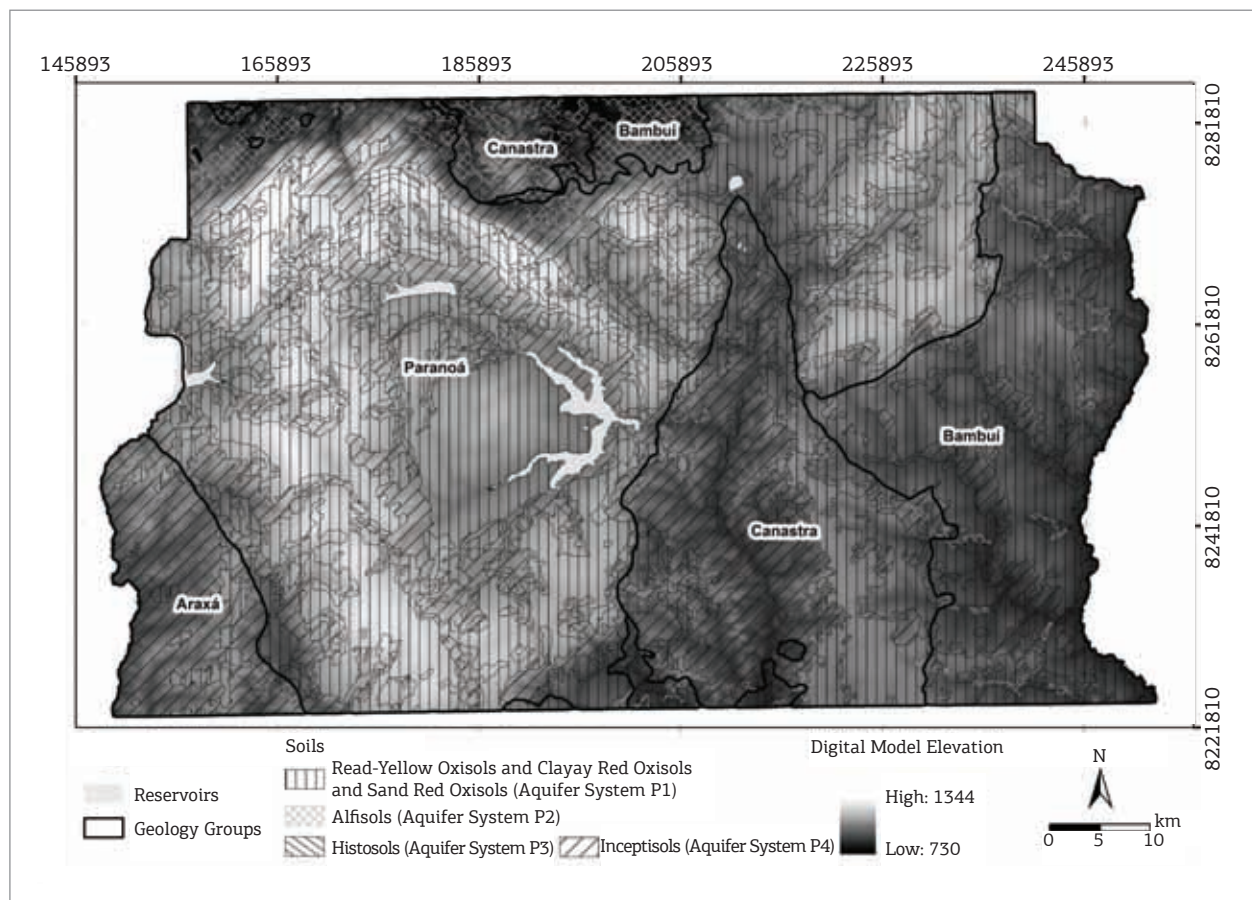 145893 165893 185893 205893 225893 245893
8281810
8261810
8241810
8221810
Canastra
Bambuí
Paranoá
Bambuí
Canastra
Araxá
Soils
Reservoirs
Geology Groups
Read-Yellow Oxisols and Clayay Red Oxisols
and Sand Red Oxisols (Aquifer System P1)
Alfisols (Aquifer System P2)
Histosols (Aquifer System P3)
Inceptisols (Aquifer System P4)
Digital Model Elevation
High: 1344
Low: 730
N
km
0 5 10